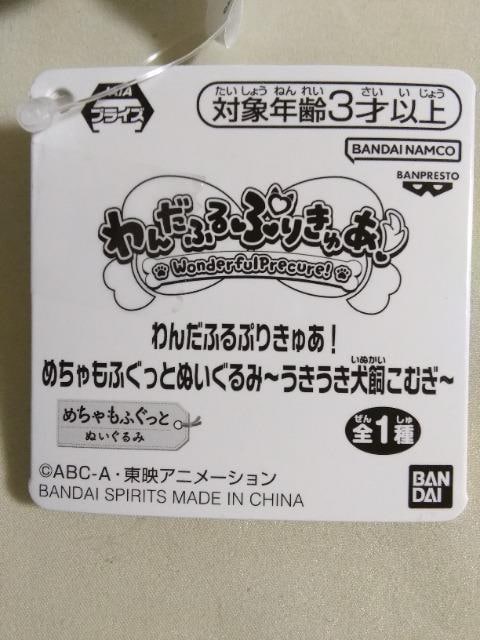 プライズ
たいしょうねんれい さいいじょう
対象年齢3才以上
BANDAI NAMCO
BANPRESTO
わんだふるぷりきゅあ!
WonderfulPrecure!
わんだふるぷりきゅあ!
いぬかい
めちゃもふぐっとぬいぐるみ~うきうき犬飼こむぎ~
めちゃもふぐっと
ぬいぐるみ
ぜん しゅ
全1種
©ABC-A・東映アニメーション
BANDAI SPIRITS MADE IN CHINA
BAN
DAI